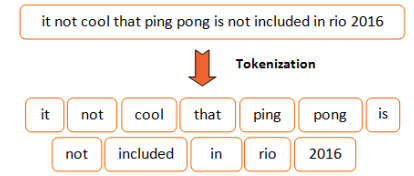 it not cool that ping pong is not included in rio 2016
Tokenization
it not cool that ping pong is
not included in rio 2016